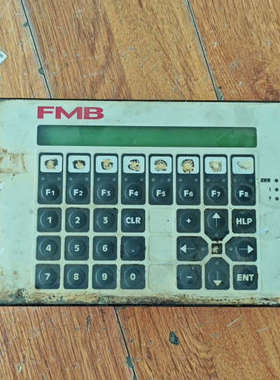 FMB
F1 F2 F3 F4 F5 F6 F7 F8
1 2 3 CLR + HLP
4 5 6
7 8 9 0 - ENT